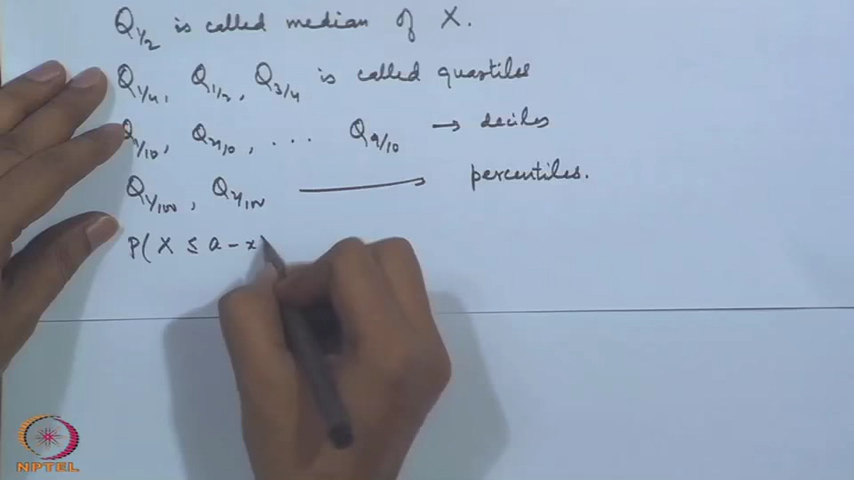 Q1/2 is called median of X.
Q1/4, Q1/2, Q3/4 is called quartiles
Q1/10, Q2/10, ... Q9/10 → deciles
Q1/100, Q2/100 → percentiles.
P(X ≤ a - x
NPTEL